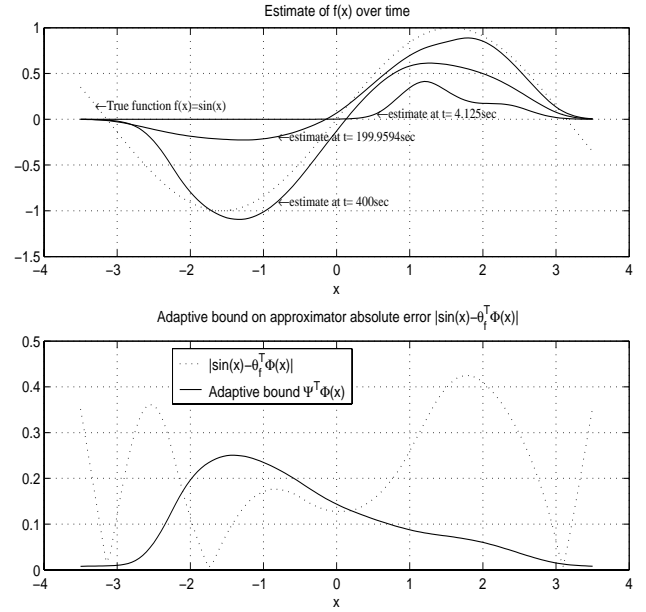 Estimate of f(x) over time
1
0.5
0
−0.5
−1
−1.5
←True function f(x)=sin(x)
←estimate at t= 4.125sec
←estimate at t= 199.9594sec
←estimate at t= 400sec
−4 −3 −2 −1 0 1 2 3 4
x
Adaptive bound on approximator absolute error |sin(x)−θ_f^TΦ(x)|
0.5
0.4
0.3
0.2
0.1
0
|sin(x)−θ_f^TΦ(x)|
Adaptive bound Ψ^TΦ(x)
−4 −3 −2 −1 0 1 2 3 4
x